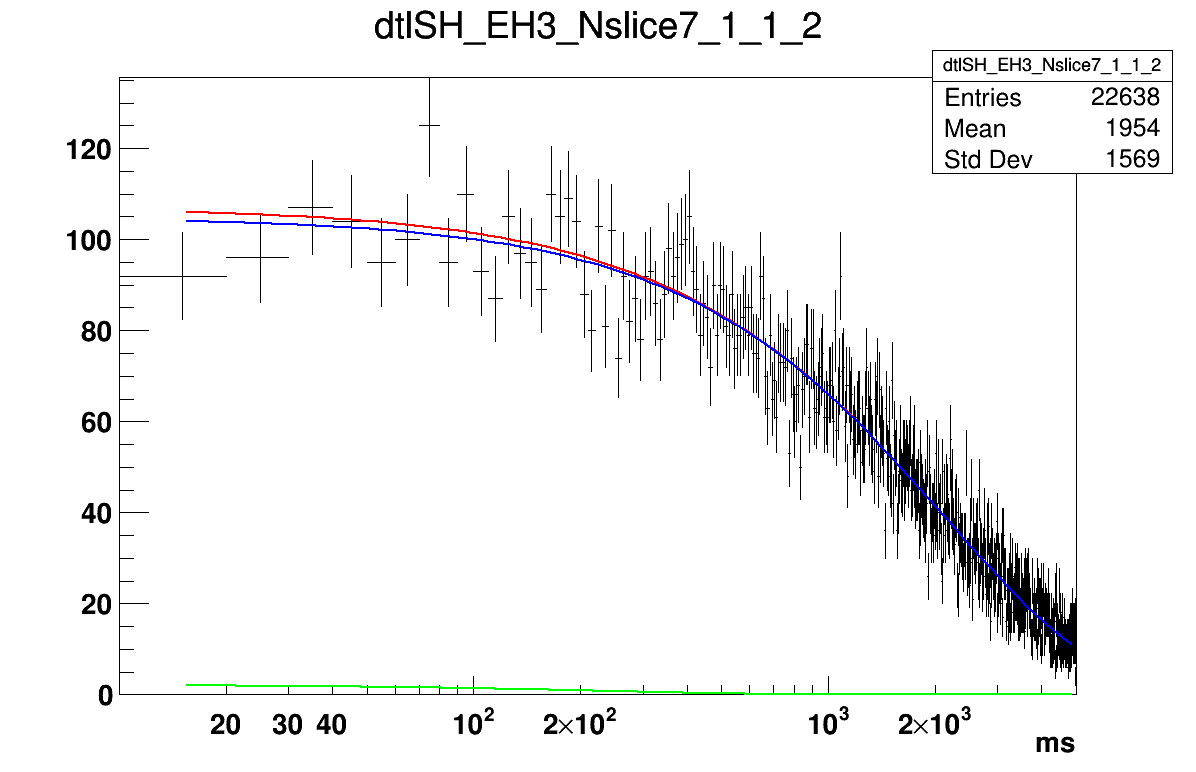 dtlSH_EH3_Nslice7_1_1_2
dtlSH_EH3_Nslice7_1_1_2
Entries 22638
Mean 1954
Std Dev 1569
120
100
80
60
40
20
0
20 30 40 10² 2×10² 10³ 2×10³
ms